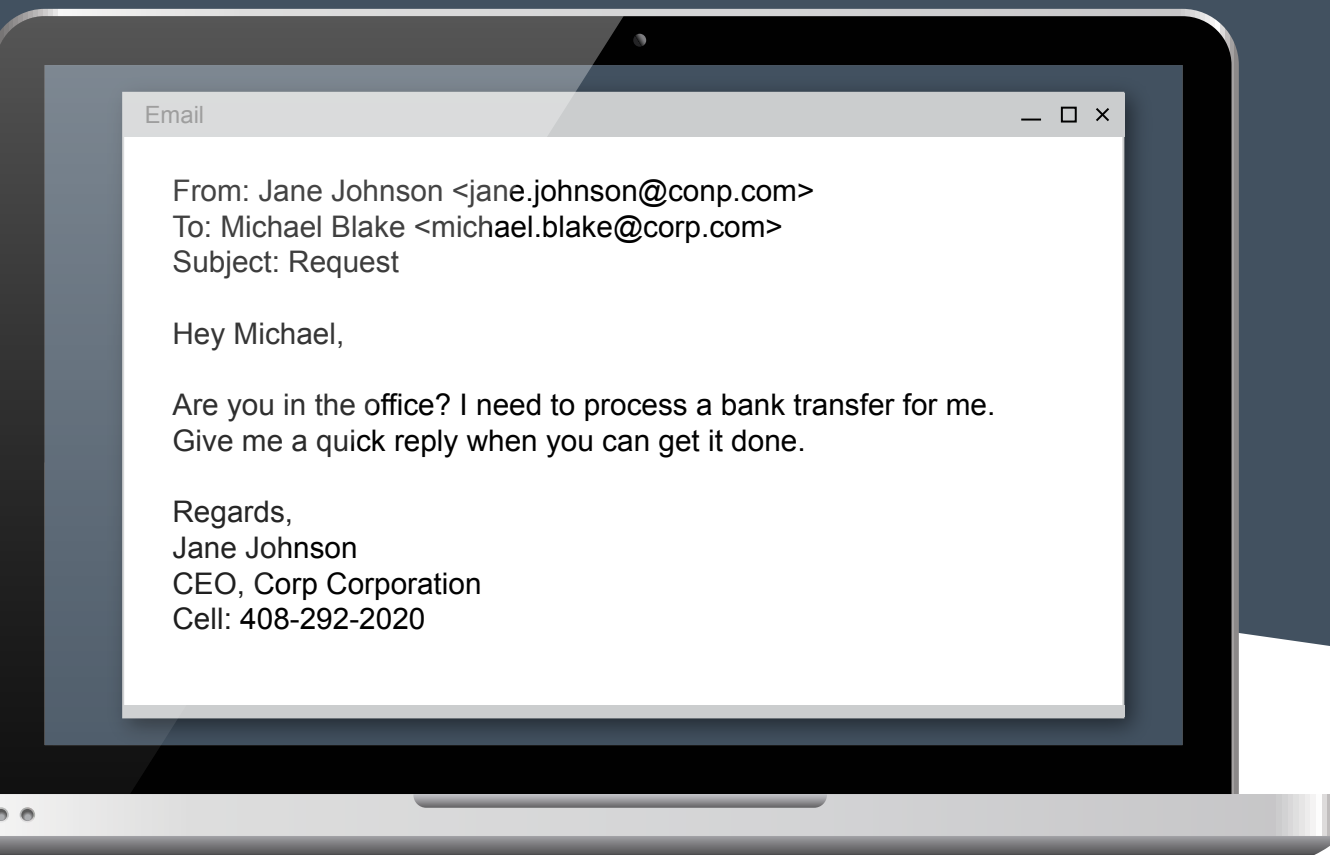 Email
From: Jane Johnson <jane.johnson@conp.com>
To: Michael Blake <michael.blake@corp.com>
Subject: Request
Hey Michael,
Are you in the office? I need to process a bank transfer for me.
Give me a quick reply when you can get it done.
Regards,
Jane Johnson
CEO, Corp Corporation
Cell: 408-292-2020